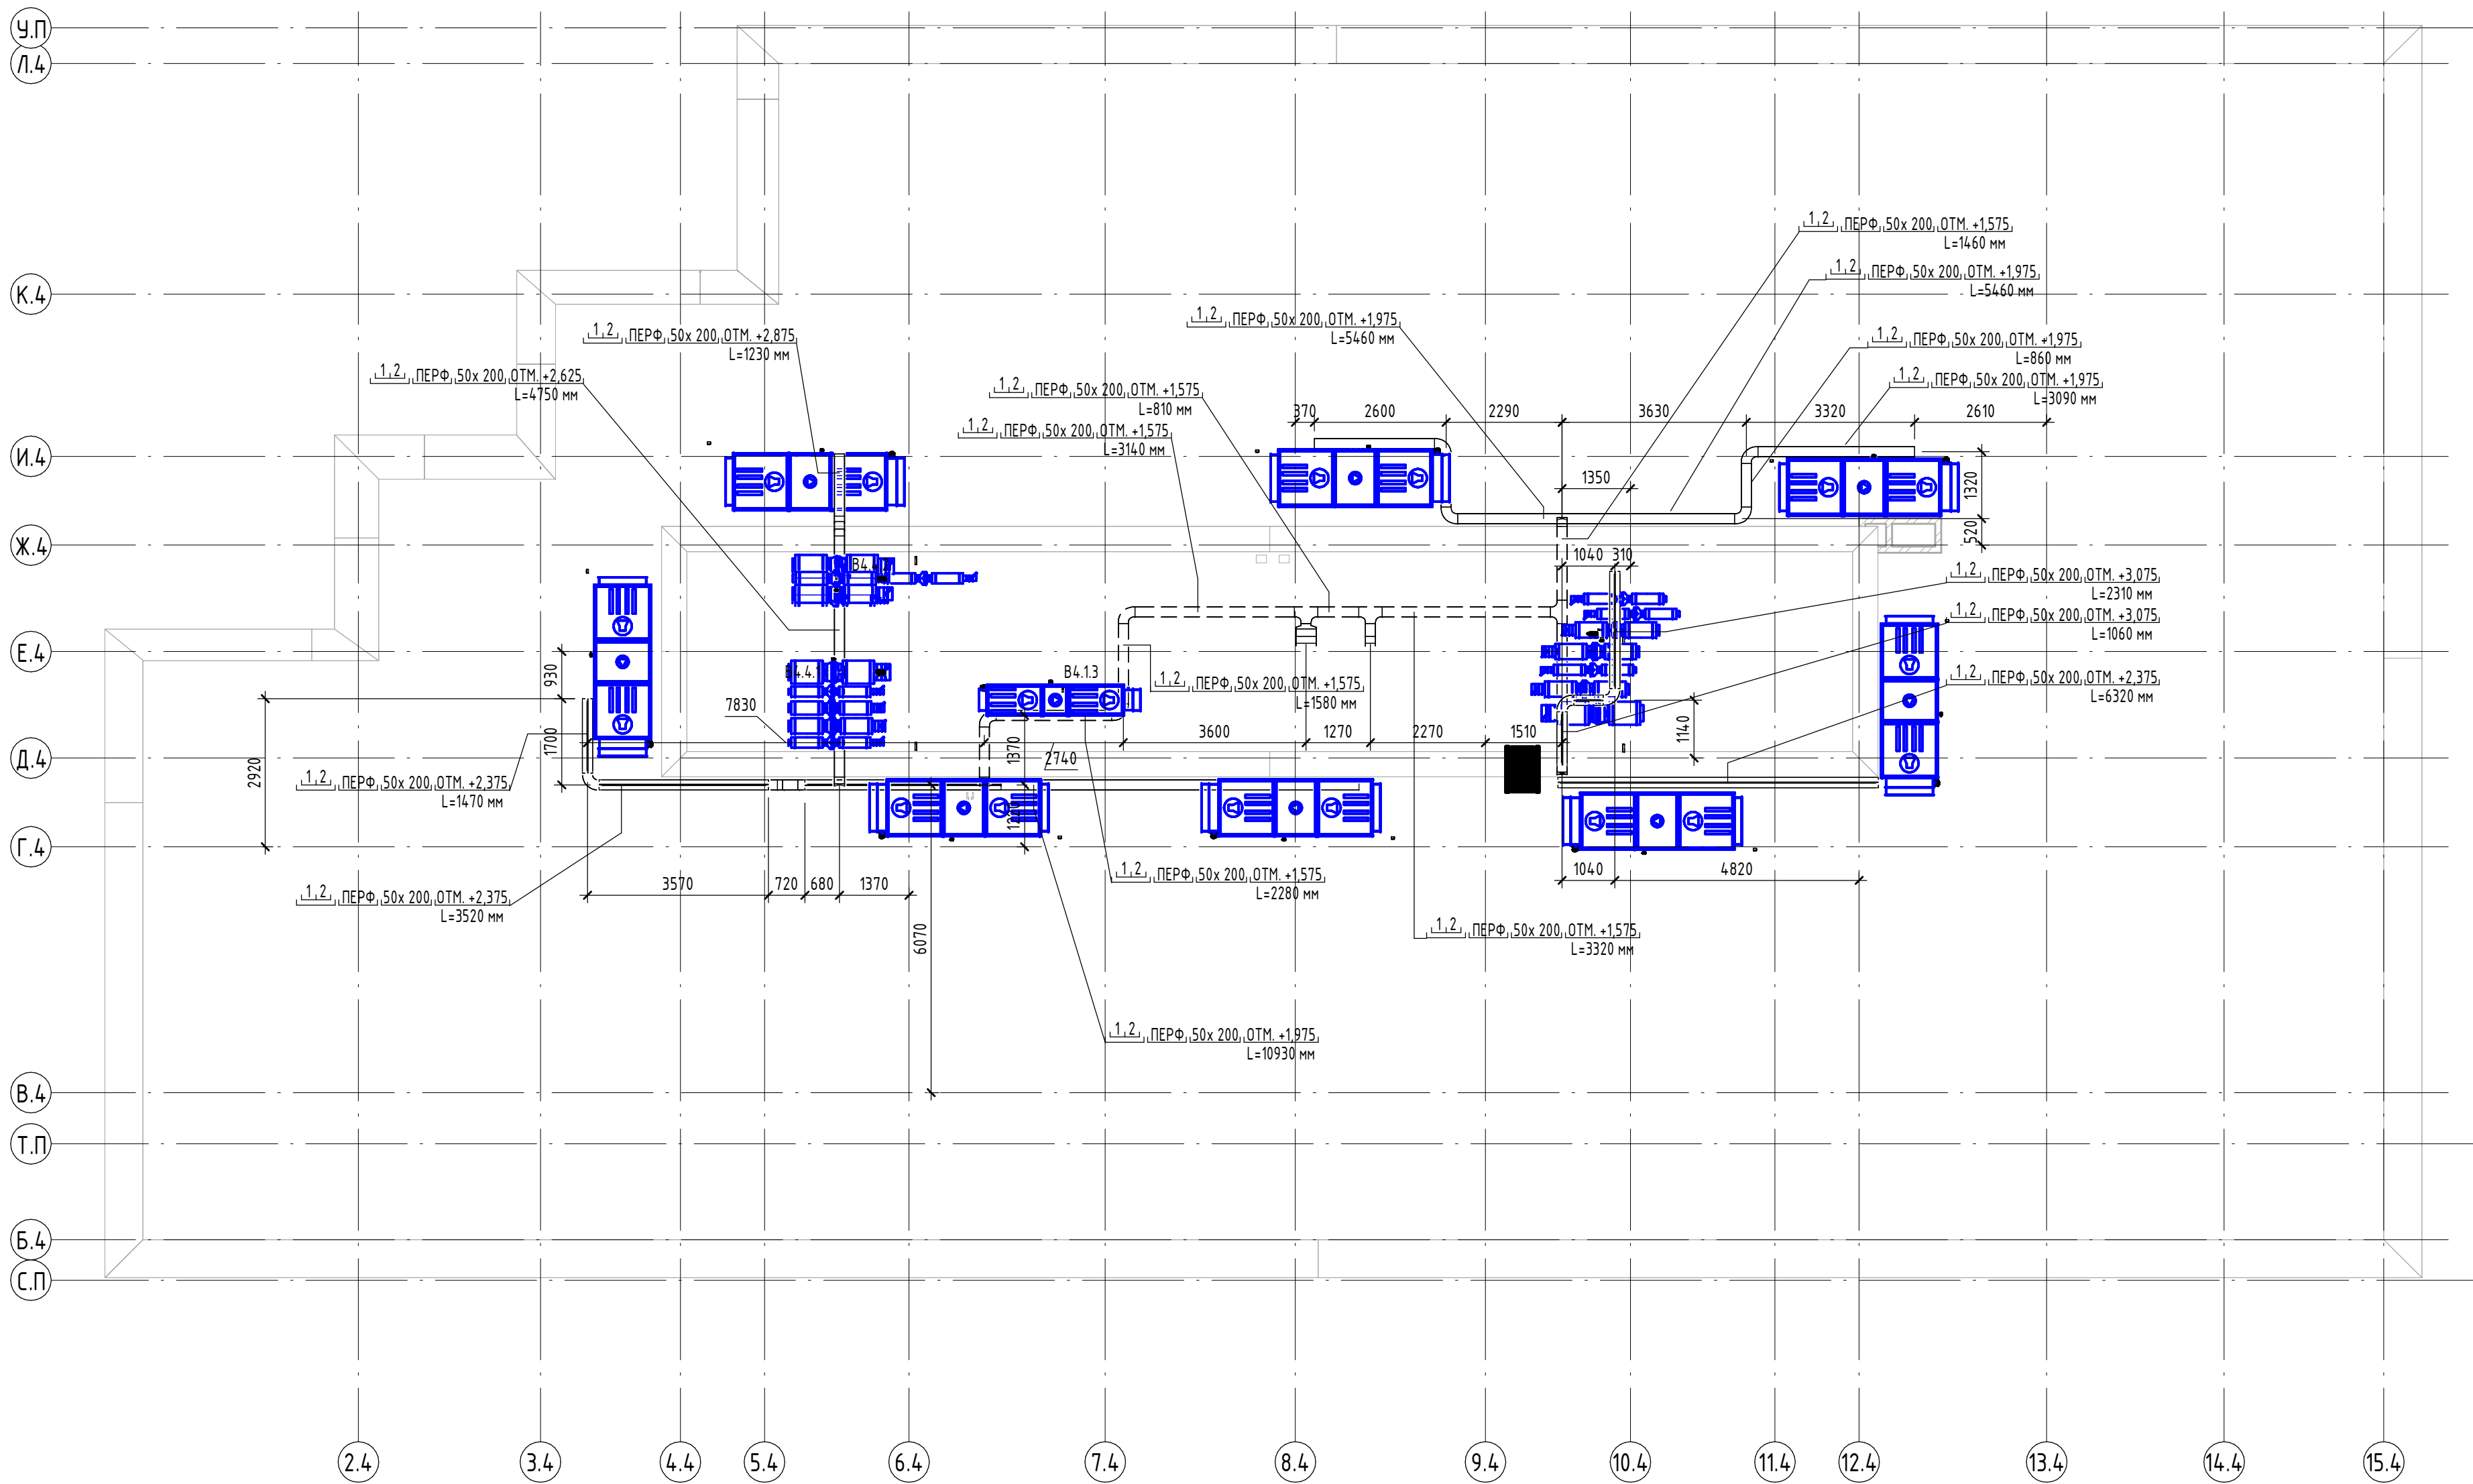 У.П
Л.4
1,2 ПЕРФ. 50x 200 ОТМ. +1,575
L=1460 мм
1,2 ПЕРФ. 50x 200 ОТМ. +1,975
L=5460 мм
К.4
1,2 ПЕРФ. 50x 200 ОТМ. +1,975
L=5460 мм
1,2 ПЕРФ. 50x 200 ОТМ. +2,875
L=1230 мм
1,2 ПЕРФ. 50x 200 ОТМ. +1,975
L=860 мм
1,2 ПЕРФ. 50x 200 ОТМ. +2,625
L=4750 мм
1,2 ПЕРФ. 50x 200 ОТМ. +1,575
L=810 мм
1,2 ПЕРФ. 50x 200 ОТМ. +1,975
L=3090 мм
370 2600 2290 3630 3320 2610
1,2 ПЕРФ. 50x 200 ОТМ. +1,575
L=3140 мм
И.4
1350
1320
520
Ж.4
1040 310
1,2 ПЕРФ. 50x 200 ОТМ. +3,075
L=2310 мм
1,2 ПЕРФ. 50x 200 ОТМ. +3,075
L=1060 мм
Е.4
930
В4.1.3
1,2 ПЕРФ. 50x 200 ОТМ. +1,575
L=1580 мм
1,2 ПЕРФ. 50x 200 ОТМ. +2,375
L=6320 мм
7830
3600 1270 2270 1510
1140
1700
1370
2740
Д.4
2920
1,2 ПЕРФ. 50x 200 ОТМ. +2,375
L=1470 мм
1220
Г.4
3570 720 680 1370
1040 4820
1,2 ПЕРФ. 50x 200 ОТМ. +1,575
L=2280 мм
1,2 ПЕРФ. 50x 200 ОТМ. +2,375
L=3520 мм
6070
1,2 ПЕРФ. 50x 200 ОТМ. +1,575
L=3320 мм
1,2 ПЕРФ. 50x 200 ОТМ. +1,975
L=10930 мм
В.4
Т.П
Б.4
С.П
2.4 3.4 4.4 5.4 6.4 7.4 8.4 9.4 10.4 11.4 12.4 13.4 14.4 15.4